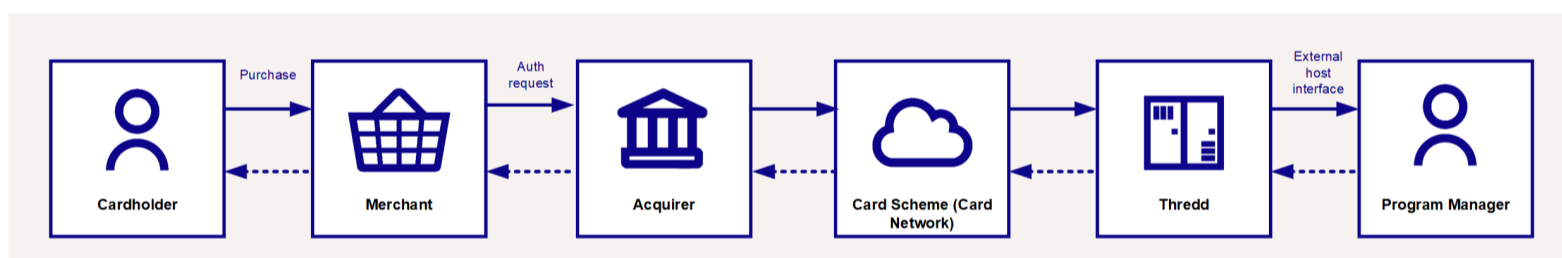 Purchase
Auth
request
External
host
interface
Cardholder
Merchant
Acquirer
Card Scheme (Card
Network)
Thredd
Program Manager